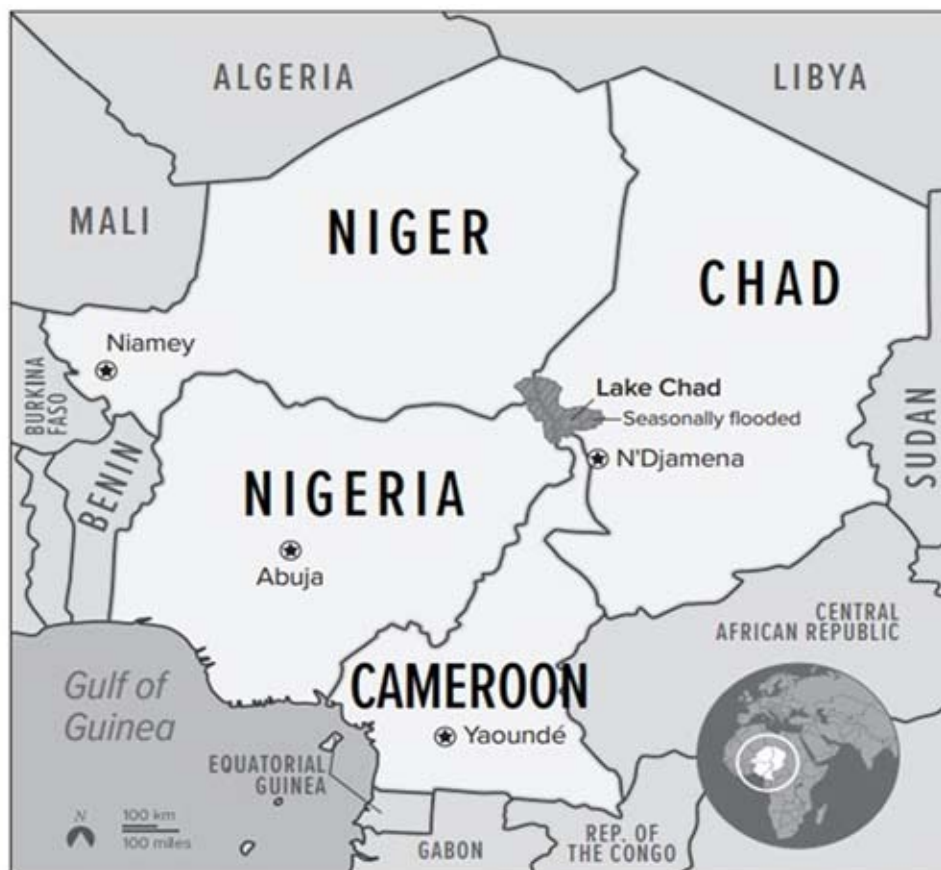 ALGERIA
LIBYA
MALI
NIGER
CHAD
Niamey
BURKINA
FASO
Lake Chad
Seasonally flooded
SUDAN
N'Djamena
BENIN
NIGERIA
Abuja
CENTRAL
AFRICAN REPUBLIC
Gulf of
Guinea
CAMEROON
Yaoundé
EQUATORIAL
GUINEA
N
100 km
100 miles
GABON
REP. OF
THE CONGO